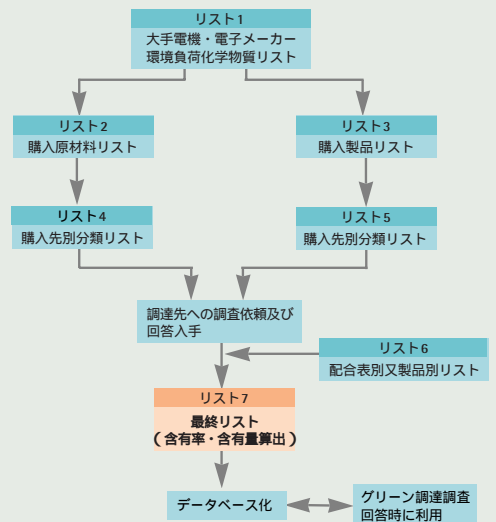 リスト1
大手電機・電子メーカー
環境負荷化学物質リスト
リスト2
購入原材料リスト
リスト3
購入製品リスト
リスト4
購入先別分類リスト
リスト5
購入先別分類リスト
調達先への調査依頼及び
回答入手
リスト6
配合表別又製品別リスト
リスト7
最終リスト
(含有率・含有量算出)
データベース化
グリーン調達調査
回答時に利用